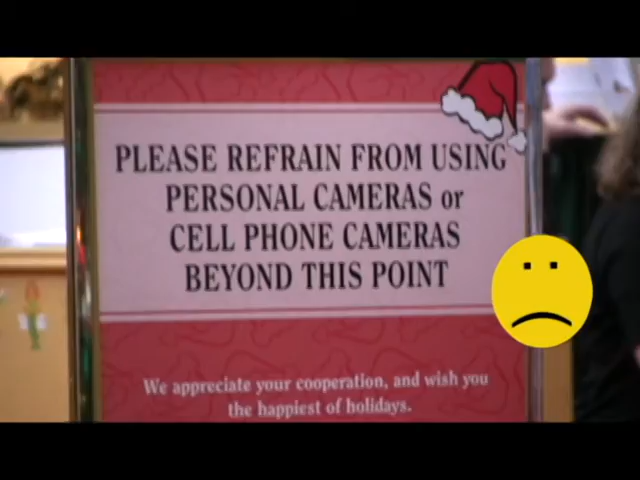 PLEASE REFRAIN FROM USING
PERSONAL CAMERAS or
CELL PHONE CAMERAS
BEYOND THIS POINT
We appreciate your cooperation, and wish you
the happiest of holidays.